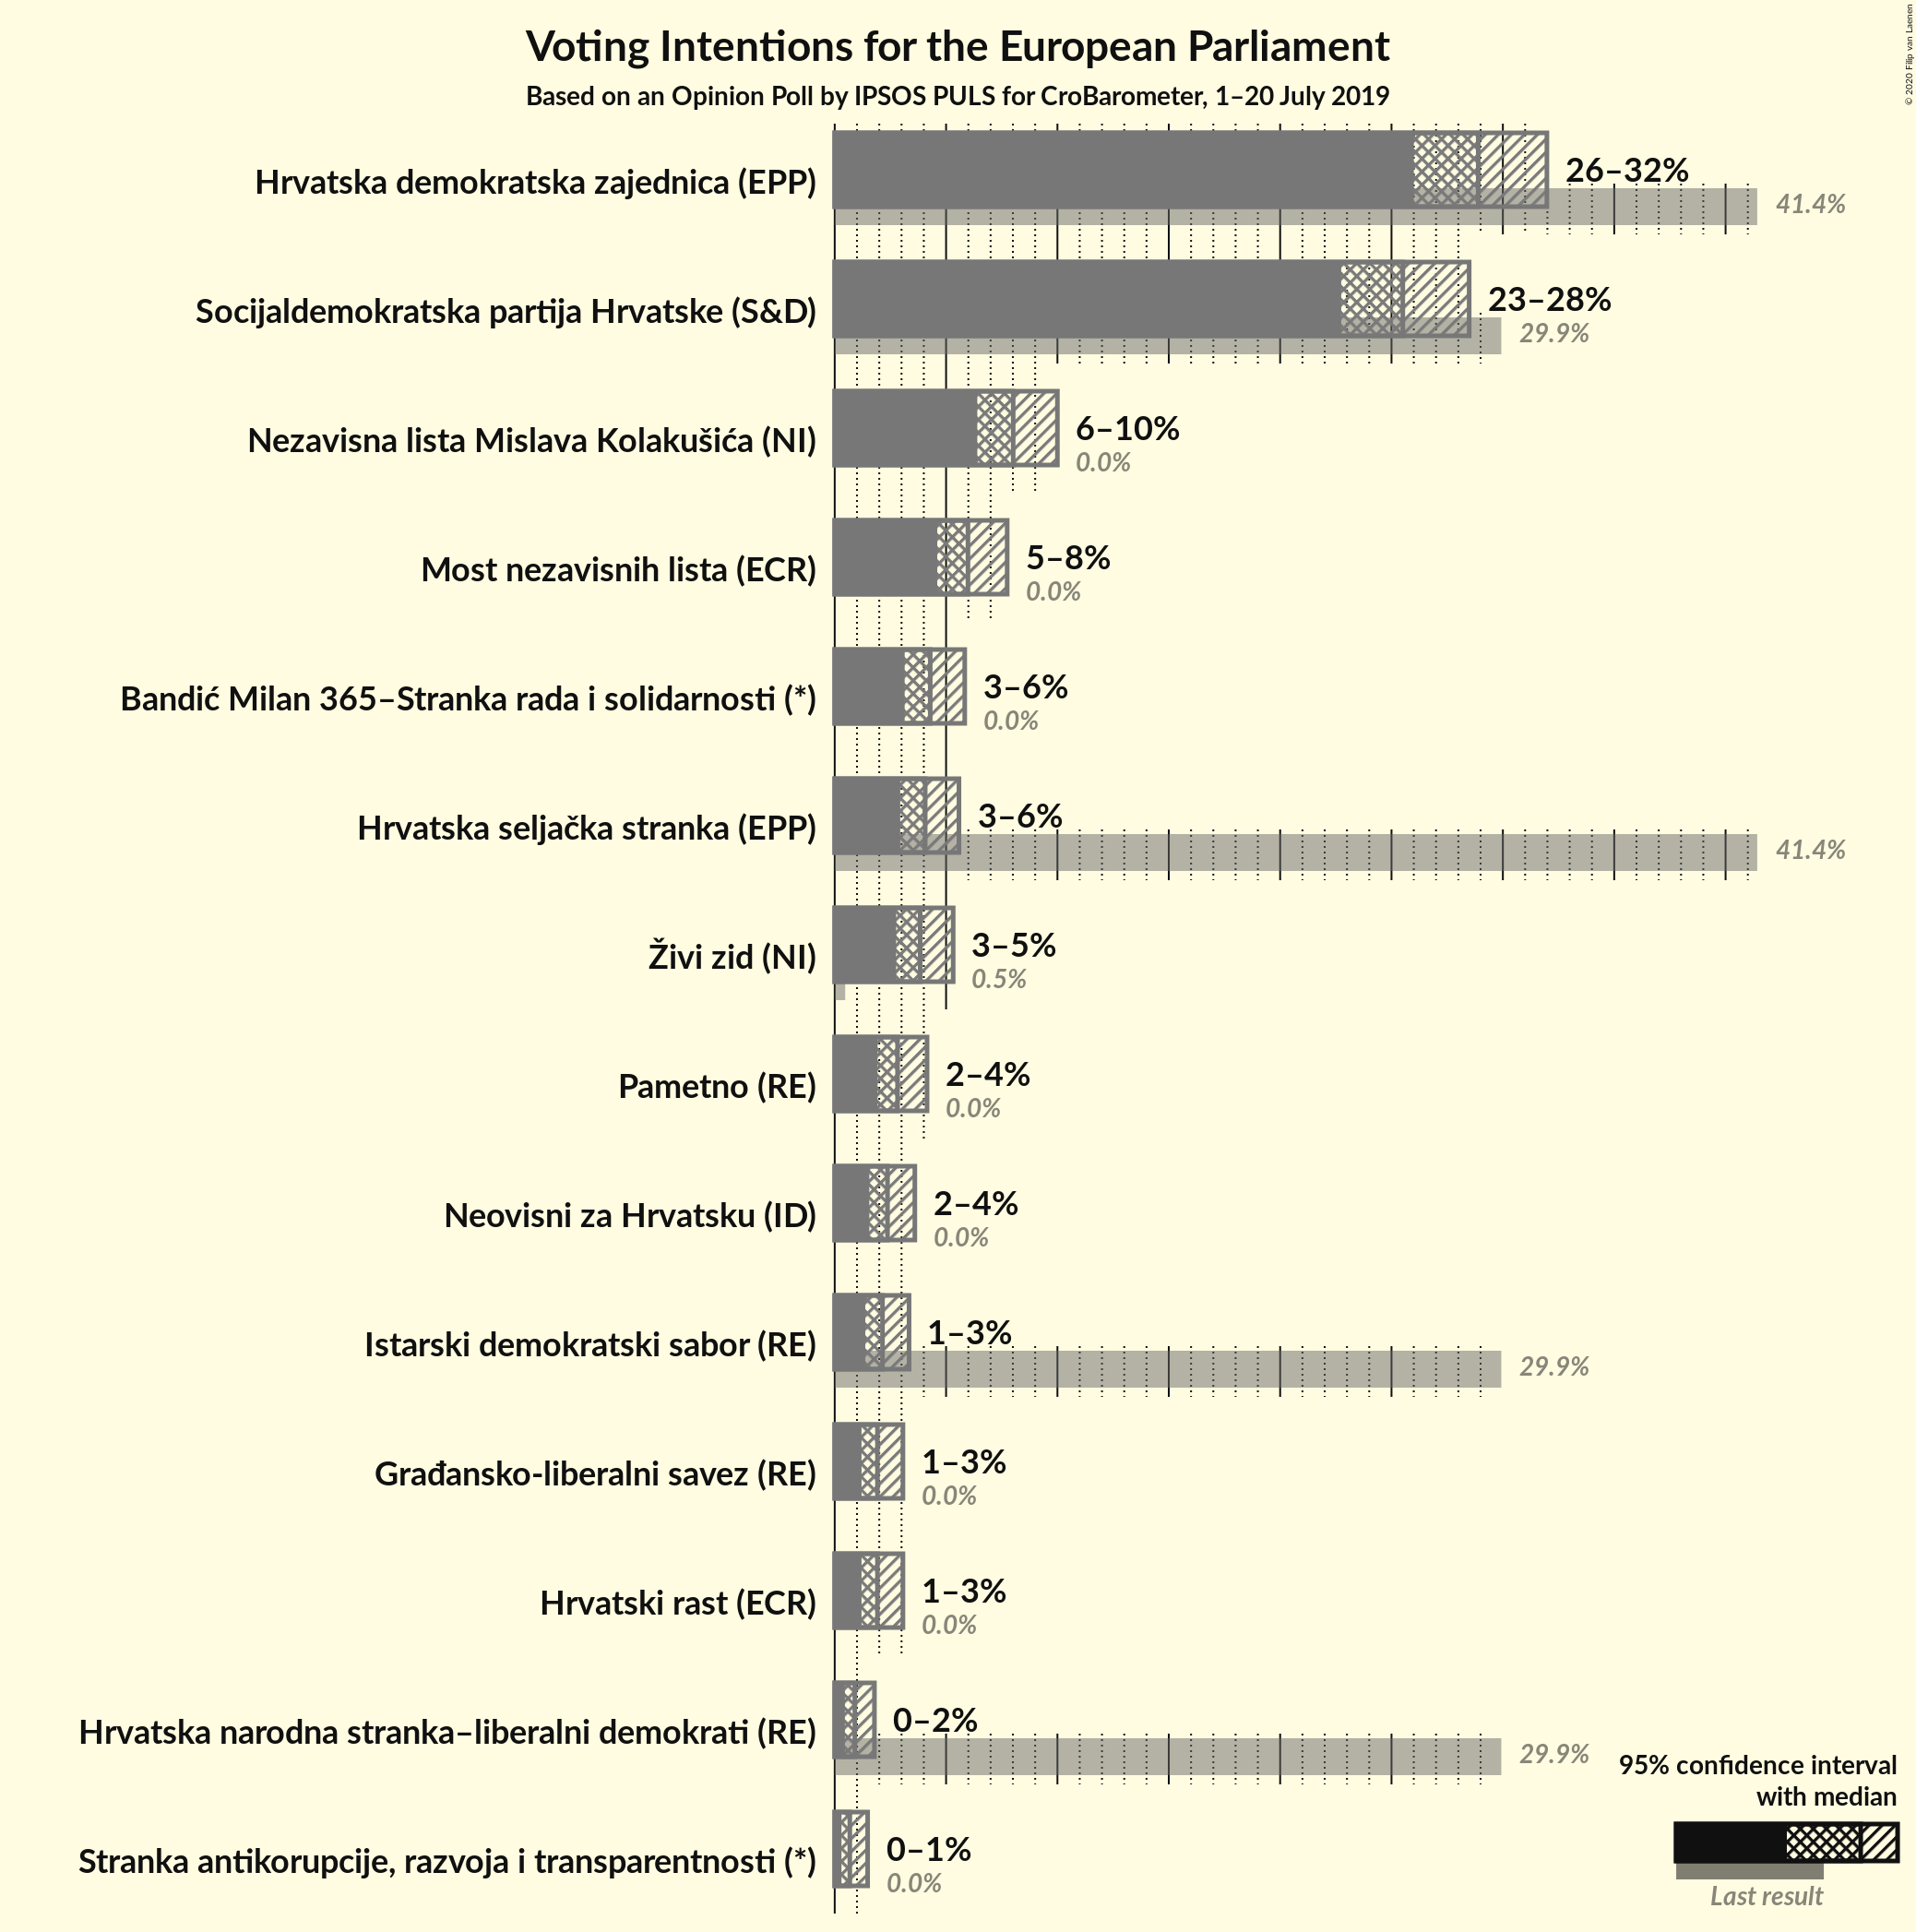 Voting Intentions for the European Parliament
Based on an Opinion Poll by IPSOS PULS for CroBarometer, 1–20 July 2019
© 2020 Filip van Laenen
Hrvatska demokratska zajednica (EPP)
26–32%
41.4%
Socijaldemokratska partija Hrvatske (S&D)
23–28%
29.9%
Nezavisna lista Mislava Kolakušića (NI)
6–10%
0.0%
Most nezavisnih lista (ECR)
5–8%
0.0%
Bandić Milan 365–Stranka rada i solidarnosti (*)
3–6%
0.0%
Hrvatska seljačka stranka (EPP)
3–6%
41.4%
Živi zid (NI)
3–5%
0.5%
Pametno (RE)
2–4%
0.0%
Neovisni za Hrvatsku (ID)
2–4%
0.0%
Istarski demokratski sabor (RE)
1–3%
29.9%
Građansko-liberalni savez (RE)
1–3%
0.0%
Hrvatski rast (ECR)
1–3%
0.0%
Hrvatska narodna stranka–liberalni demokrati (RE)
0–2%
29.9%
Stranka antikorupcije, razvoja i transparentnosti (*)
0–1%
0.0%
95% confidence interval
with median
Last result